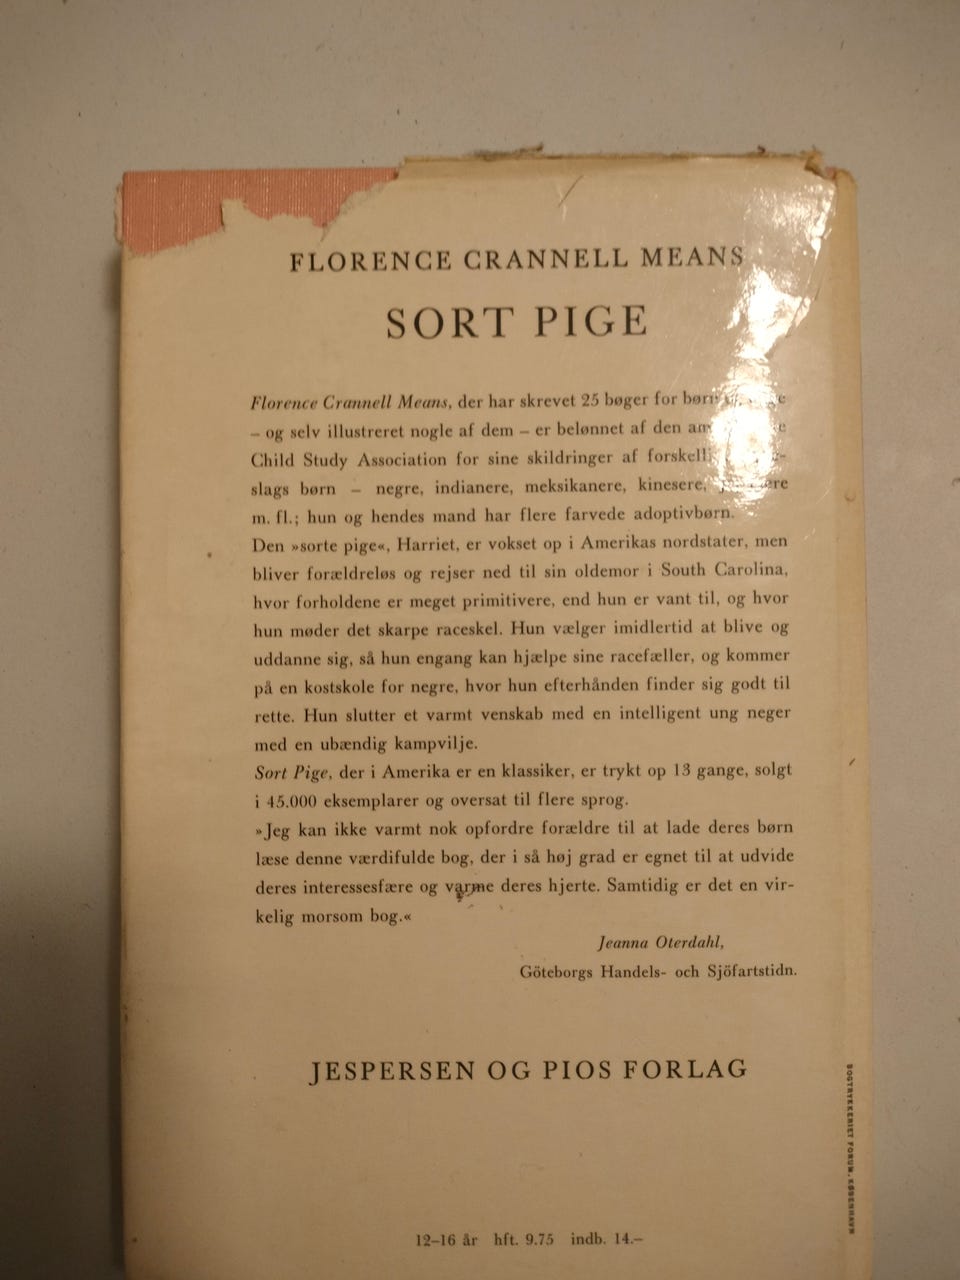 FLORENCE CRANNELL MEANS
SORT PIGE
Florence Crannell Means, der har skrevet 25 bøger for
– og selv illustreret nogle af dem – er belønnet af den
Child Study Association for sine skildringer af
slags børn – negre, indianere, meksikanere, kinesere,
m. fl.; hun og hendes mand har flere farvede adoptivbørn.
Den »sorte pige«, Harriet, er vokset op i Amerikas nordstater, men
bliver forældreløs og rejser ned til sin oldemor i South Carolina,
hvor forholdene er meget primitivere, end hun er vant til, og hvor
hun møder det skarpe raceskel. Hun vælger imidlertid at blive og
uddanne sig, så hun engang kan hjælpe sine racefæller, og kommer
på en kostskole for negre, hvor hun efterhånden finder sig godt til
rette. Hun slutter et varmt venskab med en intelligent ung neger
med en ubændig kampvilje.
Sort Pige, der i Amerika er en klassiker, er trykt op 13 gange, solgt
i 45.000 eksemplarer og oversat til flere sprog.
»Jeg kan ikke varmt nok opfordre forældre til at lade deres børn
læse denne værdifulde bog, der i så høj grad er egnet til at udvide
deres interessesfære og varme deres hjerte. Samtidig er det en vir-
kelig morsom bog.«
Jeanna Oterdahl,
Göteborgs Handels- och Sjöfartstidn.
JESPERSEN OG PIOS FORLAG
12–16 år hft. 9.75 indb. 14.–
BOGTRYKKERIET FORUM, KØBENHAVN